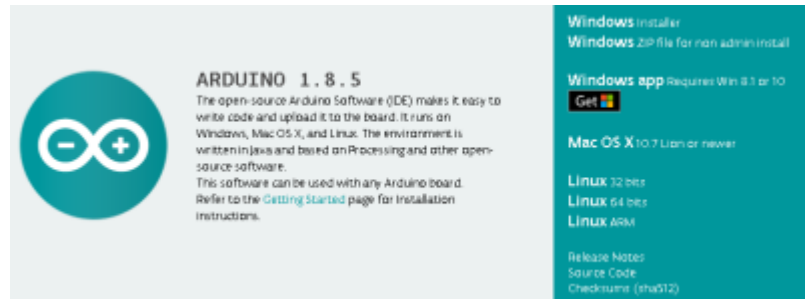 ARDUINO 1.8.5
The open-source Arduino Software (IDE) makes it easy to
write code and upload it to the board. It runs on
Windows, Mac OS X, and Linux. The environment is
written in Java and based on Processing and other open-
source software.
This software can be used with any Arduino board.
Refer to the Getting Started page for Installation
instructions.
Windows Installer
Windows ZIP file for non admin install
Windows app Requires Win 8.1 or 10
Get
Mac OS X 10.7 Lion or newer
Linux 32 bits
Linux 64 bits
Linux ARM
Release Notes
Source Code
Checksums (sha512)